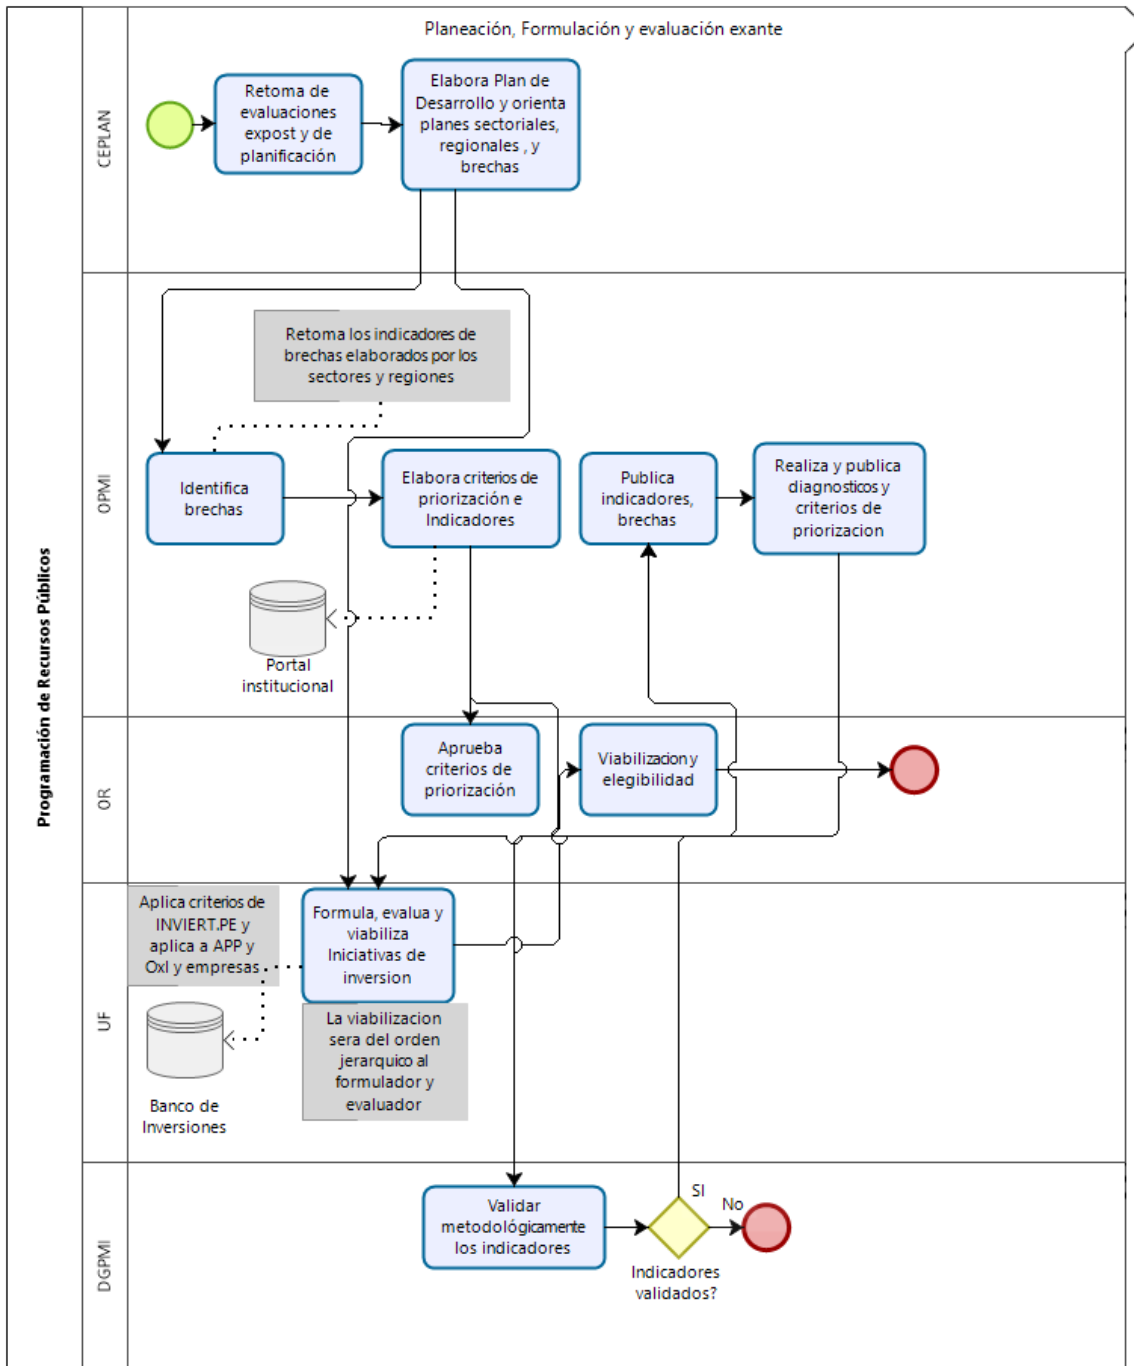 Programación de Recursos Públicos
Planeación, Formulación y evaluación exante
CEPLAN
Retoma de
evaluaciones
expost y de
planificación
Elabora Plan de
Desarrollo y orienta
planes sectoriales,
regionales , y
brechas
OPMI
Retoma los indicadores de
brechas elaborados por los
sectores y regiones
Identifica
brechas
Elabora criterios de
priorización e
Indicadores
Publica
indicadores,
brechas
Realiza y publica
diagnosticos y
criterios de
priorizacion
Portal
institucional
OR
Aprueba
criterios de
priorización
Viabilizacion y
elegibilidad
UF
Aplica criterios de
INVIERT.PE y
aplica a APP y
OxI y empresas
Formula, evalua y
viabiliza
Iniciativas de
inversion
La viabilizacion
sera del orden
jerarquico al
formulador y
evaluador
Banco de
Inversiones
DGPMI
Validar
metodológicamente
los indicadores
SI
No
Indicadores
validados?